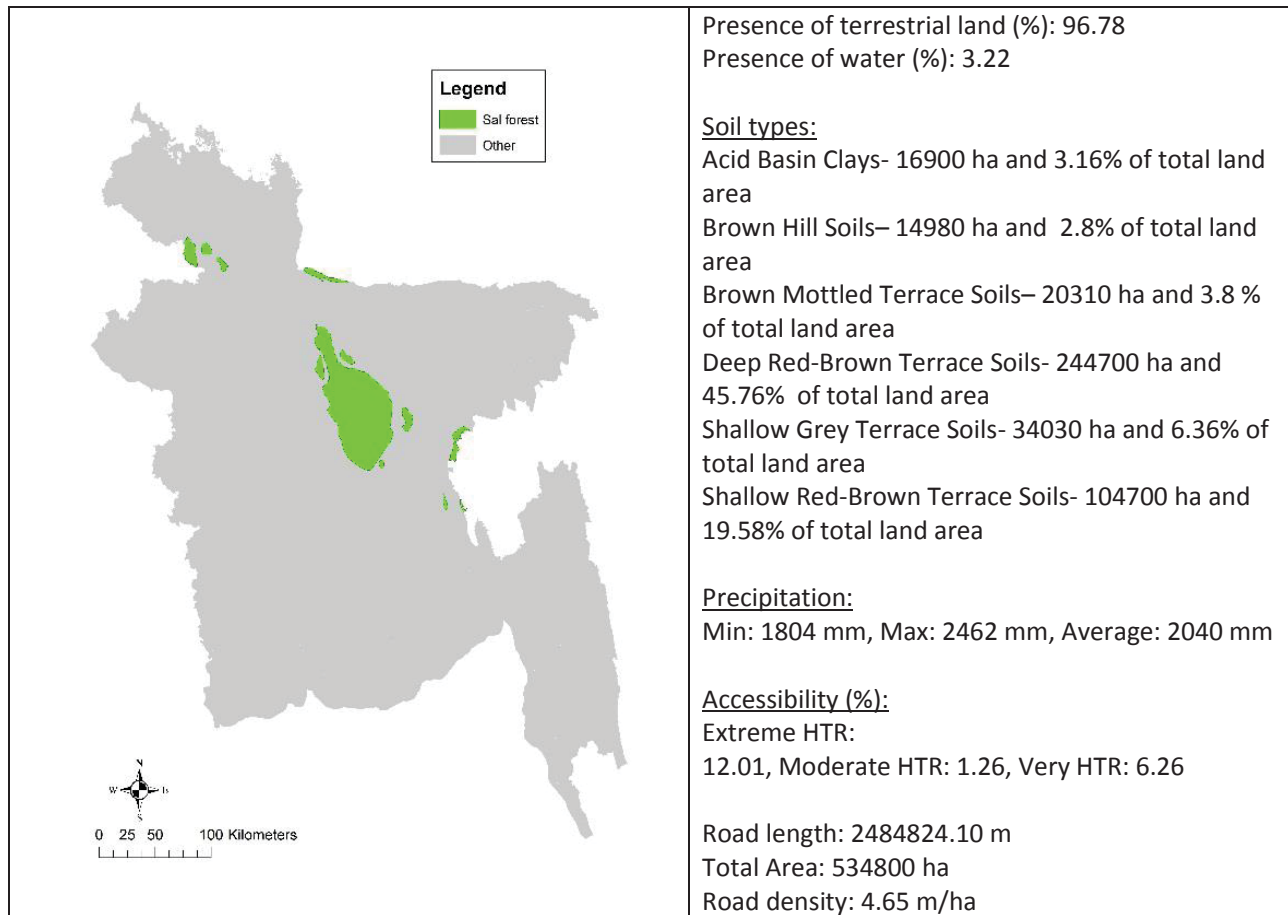 Legend
Sal forest
Other
N
W
0 25 50 100 Kilometers
Presence of terrestrial land (%): 96.78
Presence of water (%): 3.22
Soil types:
Acid Basin Clays- 16900 ha and 3.16% of total land
area
Brown Hill Soils– 14980 ha and  2.8% of total land
area
Brown Mottled Terrace Soils– 20310 ha and 3.8 %
of total land area
Deep Red-Brown Terrace Soils- 244700 ha and
45.76%  of total land area
Shallow Grey Terrace Soils- 34030 ha and 6.36% of
total land area
Shallow Red-Brown Terrace Soils- 104700 ha and
19.58% of total land area
Precipitation:
Min: 1804 mm, Max: 2462 mm, Average: 2040 mm
Accessibility (%):
Extreme HTR:
12.01, Moderate HTR: 1.26, Very HTR: 6.26
Road length: 2484824.10 m
Total Area: 534800 ha
Road density: 4.65 m/ha